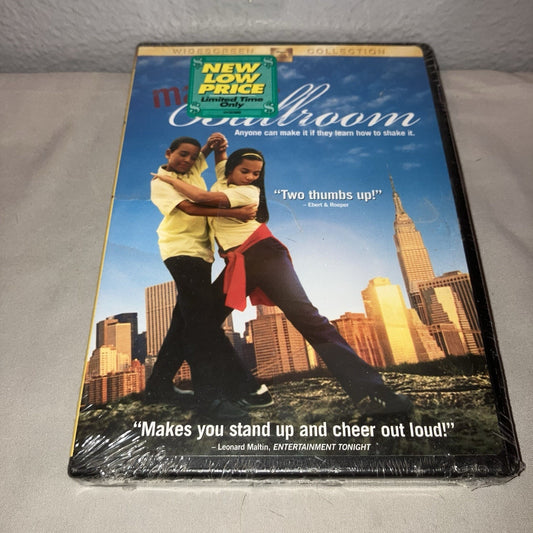 WIDESCREEN COLLECTION
NEW
LOW
PRICE
Limited Time
Only
ma
ballroom
Anyone can make it if they learn how to shake it.
"Two thumbs up!"
– Ebert & Roeper
"Makes you stand up and cheer out loud!"
– Leonard Maltin, ENTERTAINMENT TONIGHT